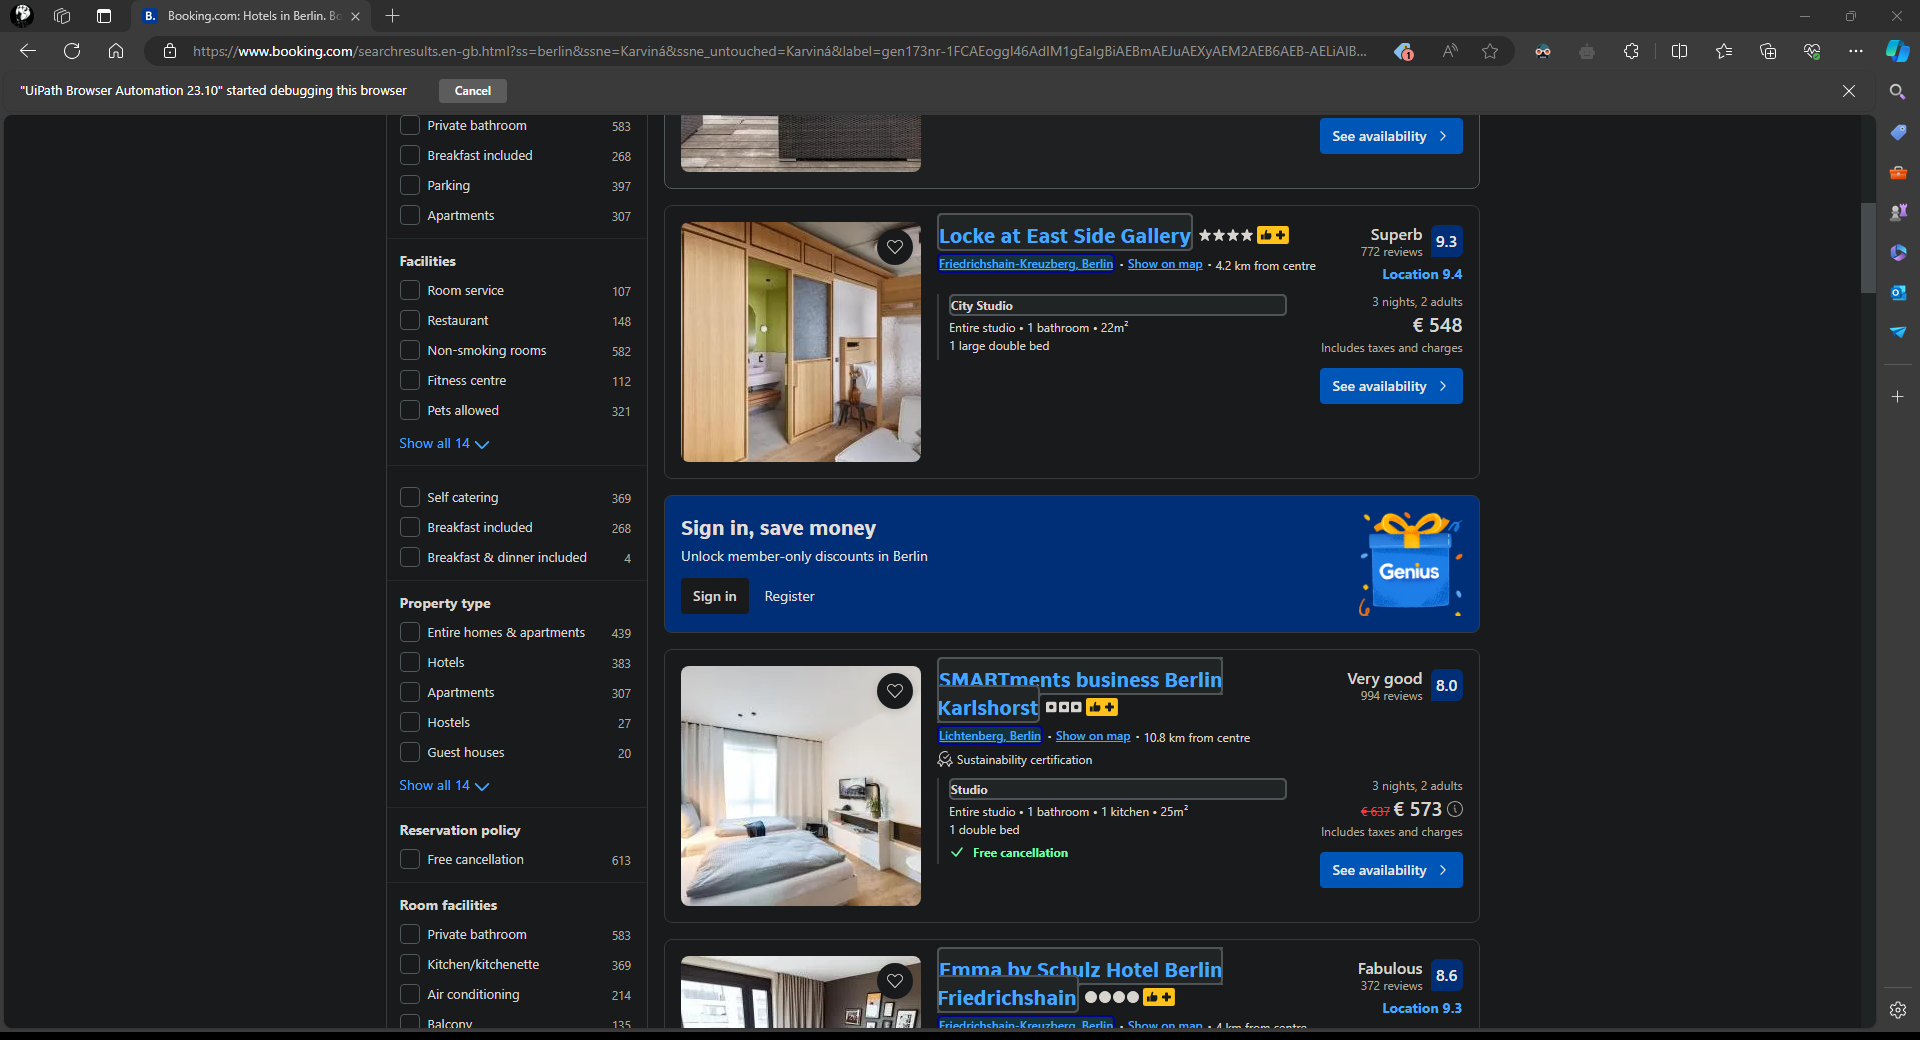 Booking.com: Hotels in Berlin. Bo
https://www.booking.com/searchresults.en-gb.html?ss=berlin&ssne=Karviná&ssne_untouched=Karviná&label=gen173nr-1FCAEoggI46AdIM1gEaIgBiAEBmAEJuAEXyAEM2AEB6AEB-AELiAIB...
1
"UiPath Browser Automation 23.10" started debugging this browser
Cancel
Private bathroom 583
Breakfast included 268
Parking 397
Apartments 307
Facilities
Room service 107
Restaurant 148
Non-smoking rooms 582
Fitness centre 112
Pets allowed 321
Show all 14
Self catering 369
Breakfast included 268
Breakfast & dinner included 4
Property type
Entire homes & apartments 439
Hotels 383
Apartments 307
Hostels 27
Guest houses 20
Show all 14
Reservation policy
Free cancellation 613
Room facilities
Private bathroom 583
Kitchen/kitchenette 369
Air conditioning 214
Balcony 135
See availability
Locke at East Side Gallery
Friedrichshain-Kreuzberg, Berlin • Show on map • 4.2 km from centre
Superb 9.3
772 reviews
Location 9.4
City Studio
Entire studio • 1 bathroom • 22m²
1 large double bed
3 nights, 2 adults
€ 548
Includes taxes and charges
See availability
Sign in, save money
Unlock member-only discounts in Berlin
Sign in Register
Genius
SMARTments business Berlin
Karlshorst
Lichtenberg, Berlin • Show on map • 10.8 km from centre
Sustainability certification
Very good 8.0
994 reviews
Studio
Entire studio • 1 bathroom • 1 kitchen • 25m²
1 double bed
Free cancellation
3 nights, 2 adults
€ 637 € 573
Includes taxes and charges
See availability
Emma by Schulz Hotel Berlin
Friedrichshain
Friedrichshain-Kreuzberg, Berlin • Show on map • 4 km from centre
Fabulous 8.6
372 reviews
Location 9.3